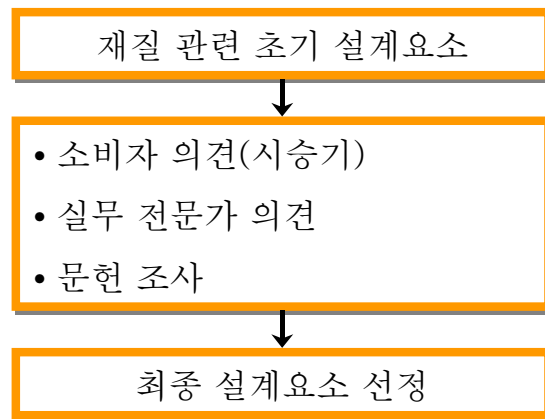 재질 관련 초기 설계요소
• 소비자 의견(시승기)
• 실무 전문가 의견
• 문헌 조사
최종 설계요소 선정